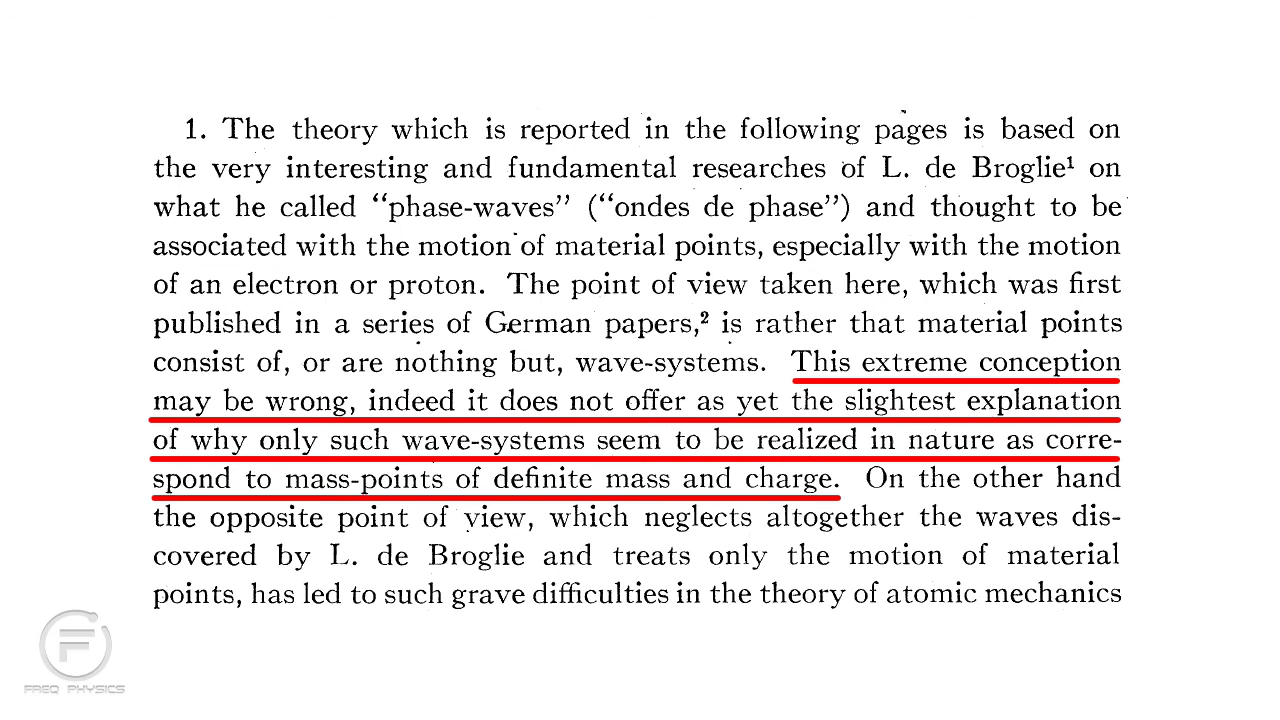 1. The theory which is reported in the following pages is based on
the very interesting and fundamental researches of L. de Broglie¹ on
what he called “phase-waves” (“ondes de phase”) and thought to be
associated with the motion of material points, especially with the motion
of an electron or proton. The point of view taken here, which was first
published in a series of German papers,² is rather that material points
consist of, or are nothing but, wave-systems. This extreme conception
may be wrong, indeed it does not offer as yet the slightest explanation
of why only such wave-systems seem to be realized in nature as corre-
spond to mass-points of definite mass and charge. On the other hand
the opposite point of view, which neglects altogether the waves dis-
covered by L. de Broglie and treats only the motion of material
points, has led to such grave difficulties in the theory of atomic mechanics
FREQ PHYSICS